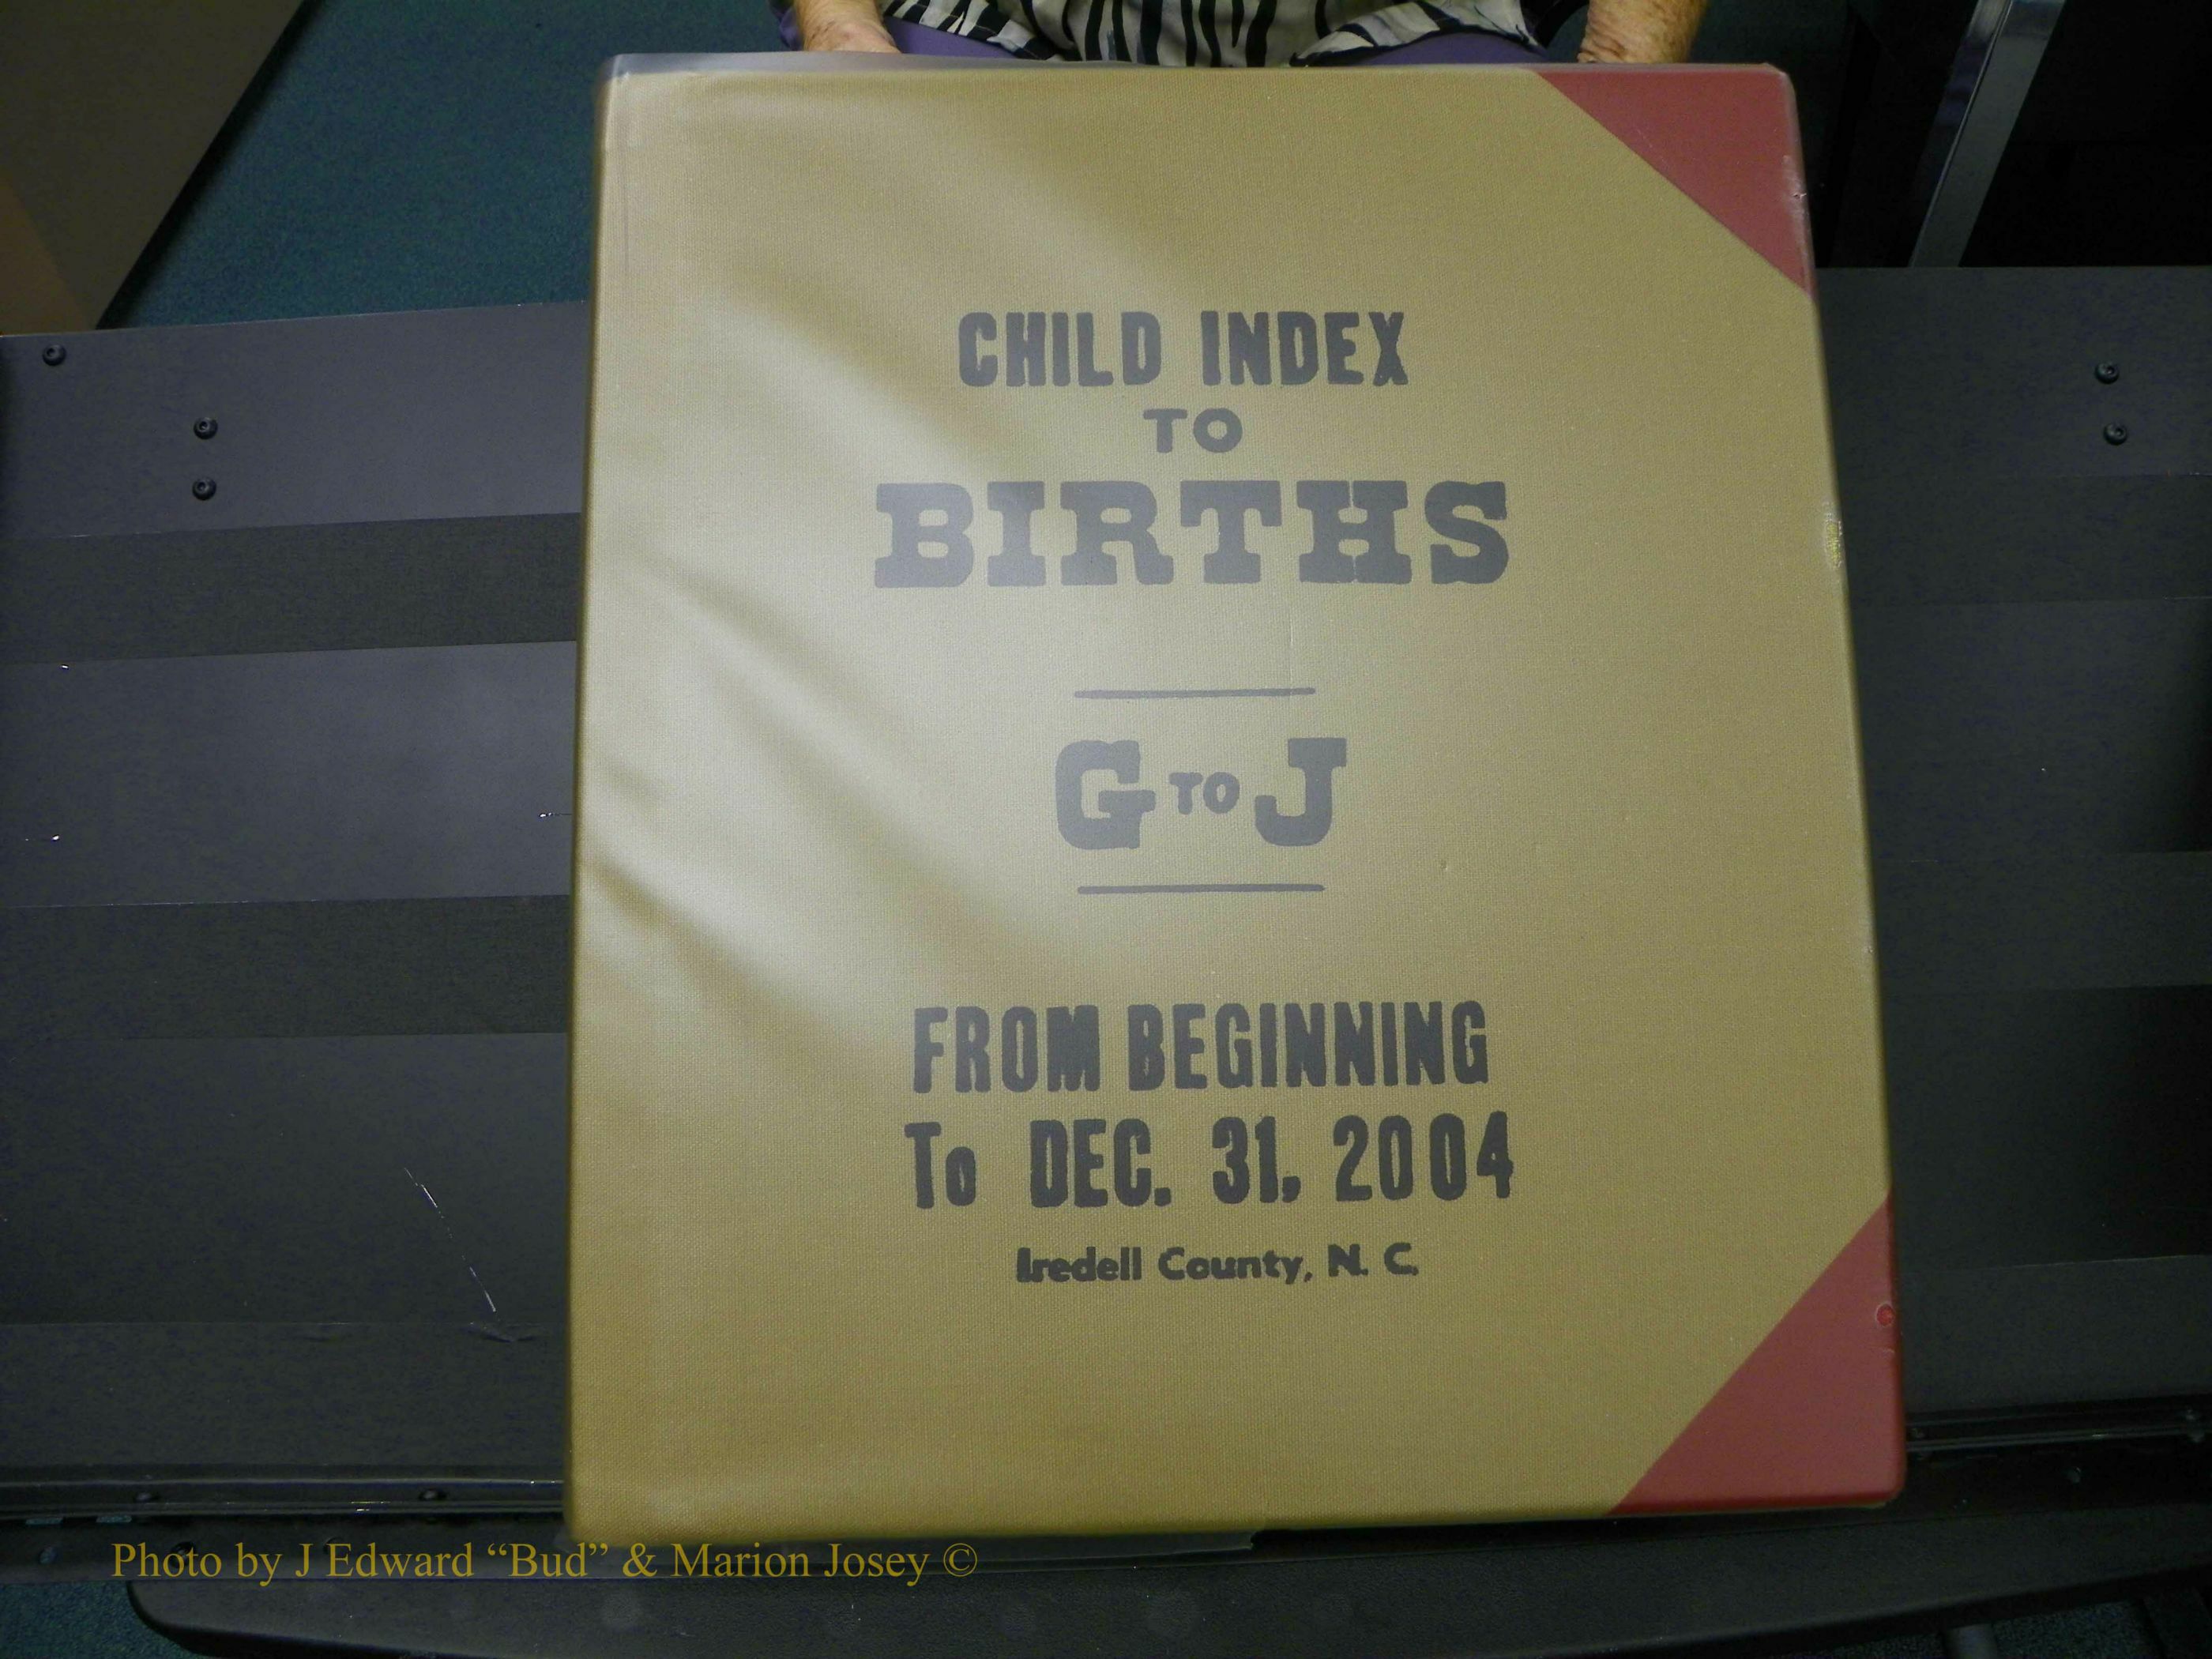 CHILD INDEX
TO
BIRTHS
G TO J
FROM BEGINNING
To DEC. 31, 2004
Iredell County, N. C.
Photo by J Edward “Bud” & Marion Josey ©